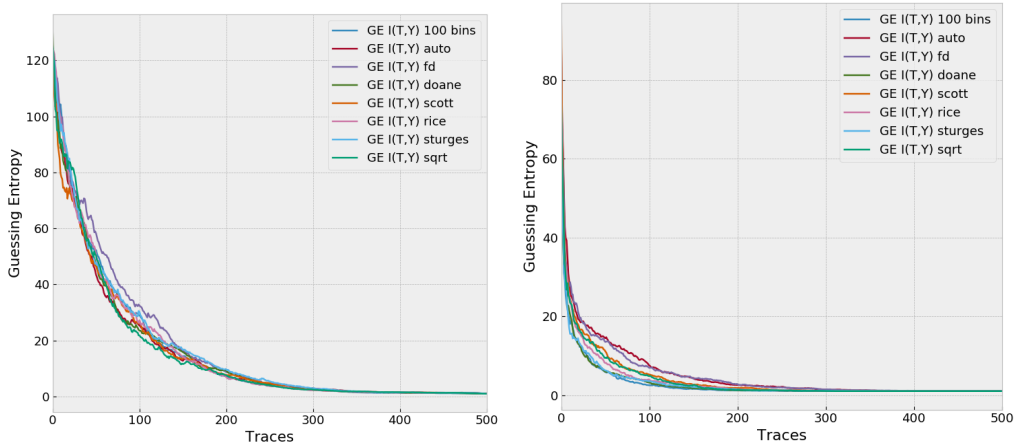 GE I(T,Y) 100 bins
GE I(T,Y) auto
GE I(T,Y) fd
GE I(T,Y) doane
GE I(T,Y) scott
GE I(T,Y) rice
GE I(T,Y) sturges
GE I(T,Y) sqrt
Guessing Entropy
120
100
80
60
40
20
0
0
100
200
300
400
500
Traces
GE I(T,Y) 100 bins
GE I(T,Y) auto
GE I(T,Y) fd
GE I(T,Y) doane
GE I(T,Y) scott
GE I(T,Y) rice
GE I(T,Y) sturges
GE I(T,Y) sqrt
Guessing Entropy
80
60
40
20
0
0
100
200
300
400
500
Traces